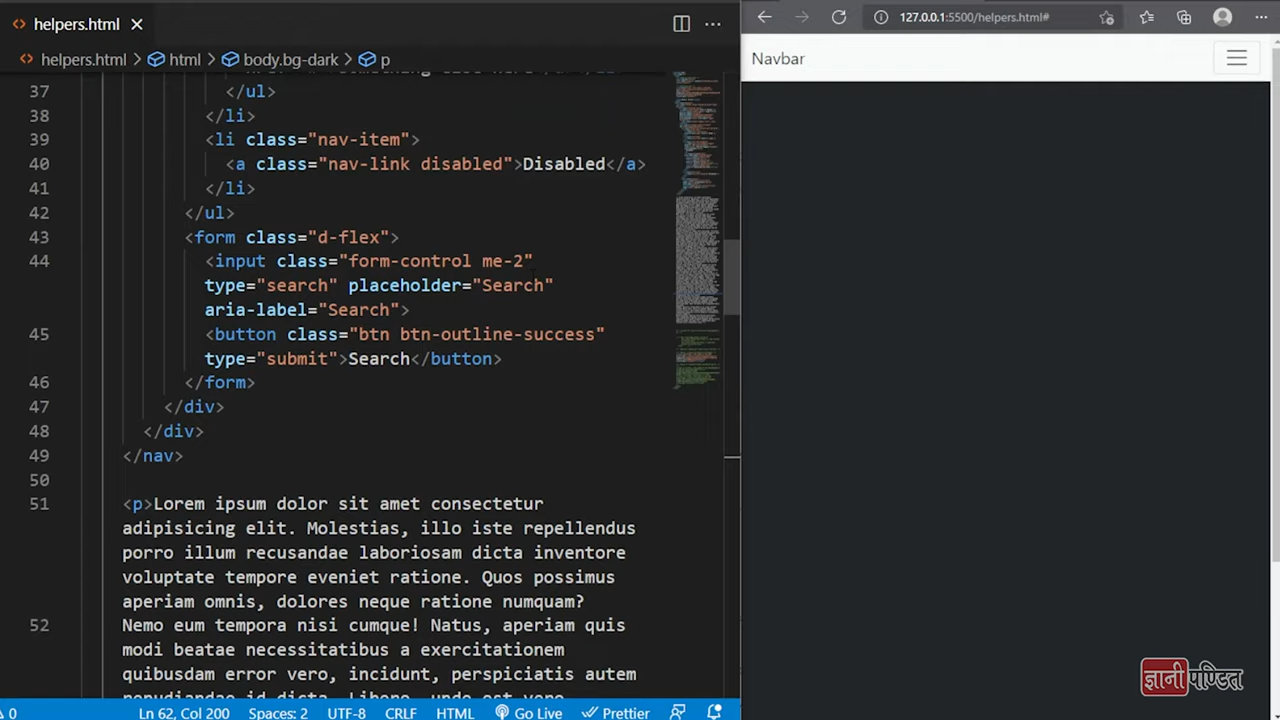 helpers.html
127.0.0.1:5500/helpers.html#
helpers.html > html > body.bg-dark > p
Navbar
37 </ul>
38 </li>
39 <li class="nav-item">
40 <a class="nav-link disabled">Disabled</a>
41 </li>
42 </ul>
43 <form class="d-flex">
44 <input class="form-control me-2"
type="search" placeholder="Search"
aria-label="Search">
45 <button class="btn btn-outline-success"
type="submit">Search</button>
46 </form>
47 </div>
48 </div>
49 </nav>
50
51 <p>Lorem ipsum dolor sit amet consectetur
adipisicing elit. Molestias, illo iste repellendus
porro illum recusandae laboriosam dicta inventore
voluptate tempore eveniet ratione. Quos possimus
aperiam omnis, dolores neque ratione numquam?
52 Nemo eum tempora nisi cumque! Natus, aperiam quis
modi beatae necessitatibus a exercitationem
quibusdam error vero, incidunt, perspiciatis autem
ज्ञानीपण्डित
0 Ln 62, Col 200 Spaces: 2 UTF-8 CRLF HTML Go Live Prettier